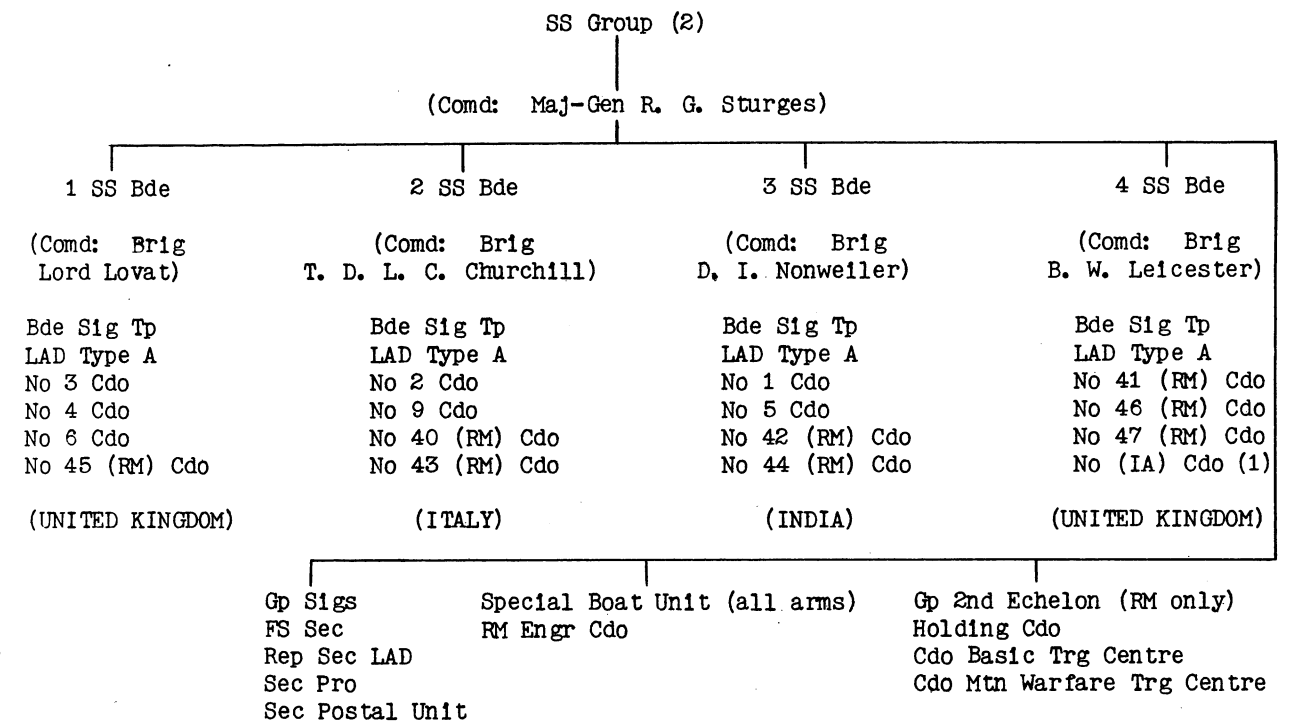 SS Group (2)
(Comd: Maj-Gen R. G. Sturges)
1 SS Bde
(Comd: Brig
Lord Lovat)
Bde Sig Tp
LAD Type A
No 3 Cdo
No 4 Cdo
No 6 Cdo
No 45 (RM) Cdo
(UNITED KINGDOM)
2 SS Bde
(Comd: Brig
T. D. L. C. Churchill)
Bde Sig Tp
LAD Type A
No 2 Cdo
No 9 Cdo
No 40 (RM) Cdo
No 43 (RM) Cdo
(ITALY)
3 SS Bde
(Comd: Brig
D. I. Nonweiler)
Bde Sig Tp
LAD Type A
No 1 Cdo
No 5 Cdo
No 42 (RM) Cdo
No 44 (RM) Cdo
(INDIA)
4 SS Bde
(Comd: Brig
B. W. Leicester)
Bde Sig Tp
LAD Type A
No 41 (RM) Cdo
No 46 (RM) Cdo
No 47 (RM) Cdo
No (IA) Cdo (1)
(UNITED KINGDOM)
Gp Sigs
FS Sec
Rep Sec LAD
Sec Pro
Sec Postal Unit
Special Boat Unit (all arms)
RM Engr Cdo
Gp 2nd Echelon (RM only)
Holding Cdo
Cdo Basic Trg Centre
Cdo Mtn Warfare Trg Centre